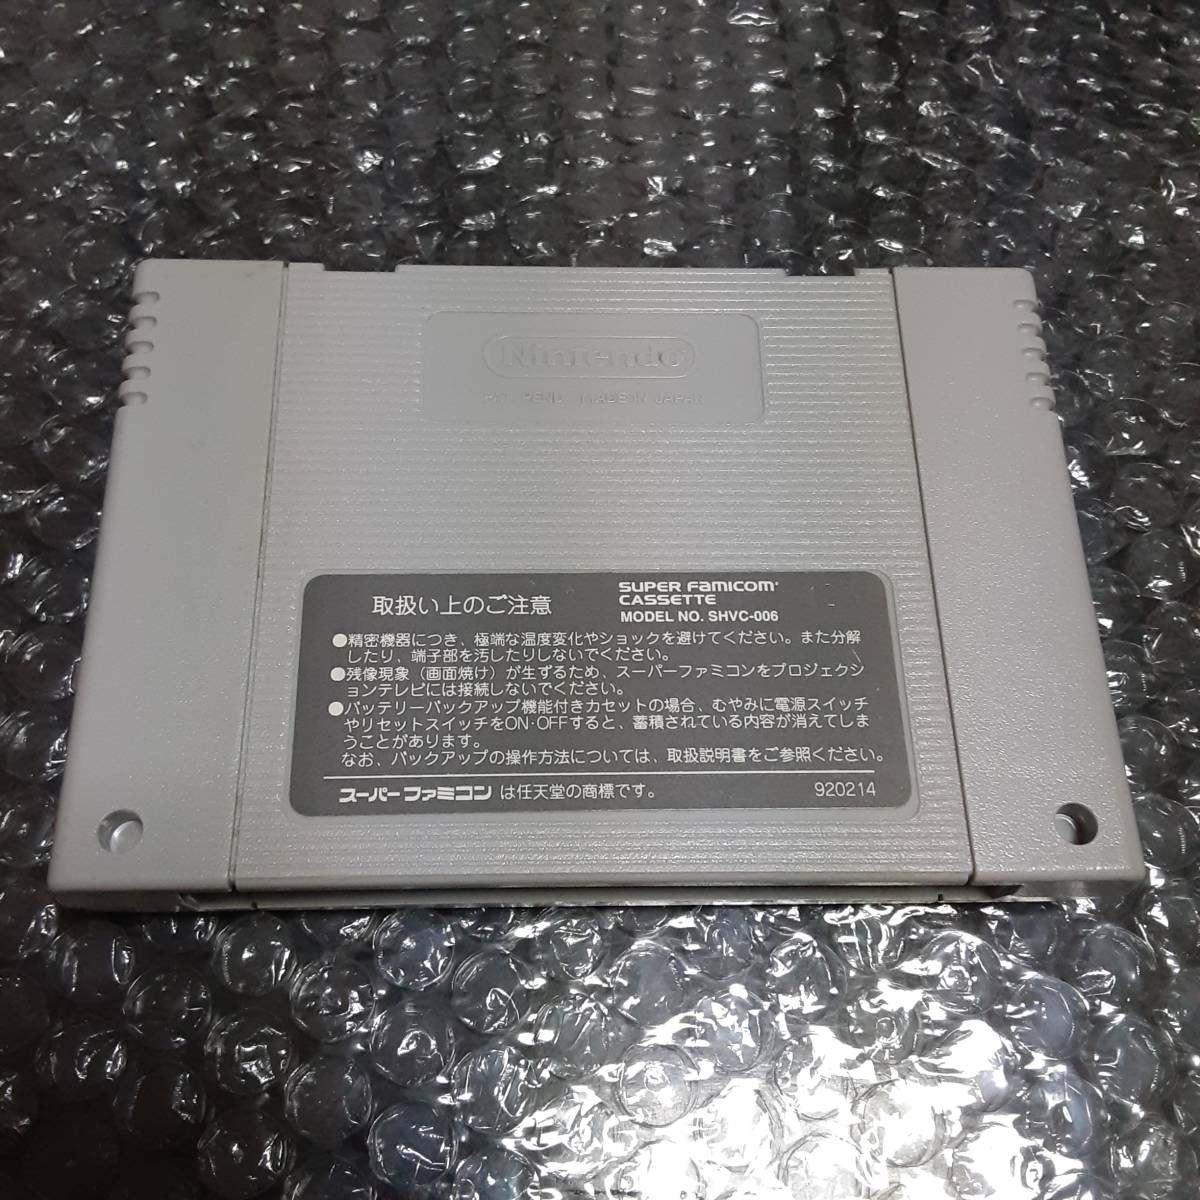 Nintendo
PAT. PEND. MADE IN JAPAN
取扱い上のご注意
SUPER FAMICOM
CASSETTE
MODEL NO. SHVC-006
●精密機器につき、極端な温度変化やショックを避けてください。また分解
したり、端子部を汚したりしないでください。
●残像現象(画面焼け)が生ずるため、スーパーファミコンをプロジェクシ
ョンテレビには接続しないでください。
●バッテリーバックアップ機能付きカセットの場合、むやみに電源スイッチ
やリセットスイッチをON·OFFすると、蓄積されている内容が消えてしま
うことがあります。
なお、バックアップの操作方法については、取扱説明書をご参照ください。
スーパーファミコン は任天堂の商標です。
920214